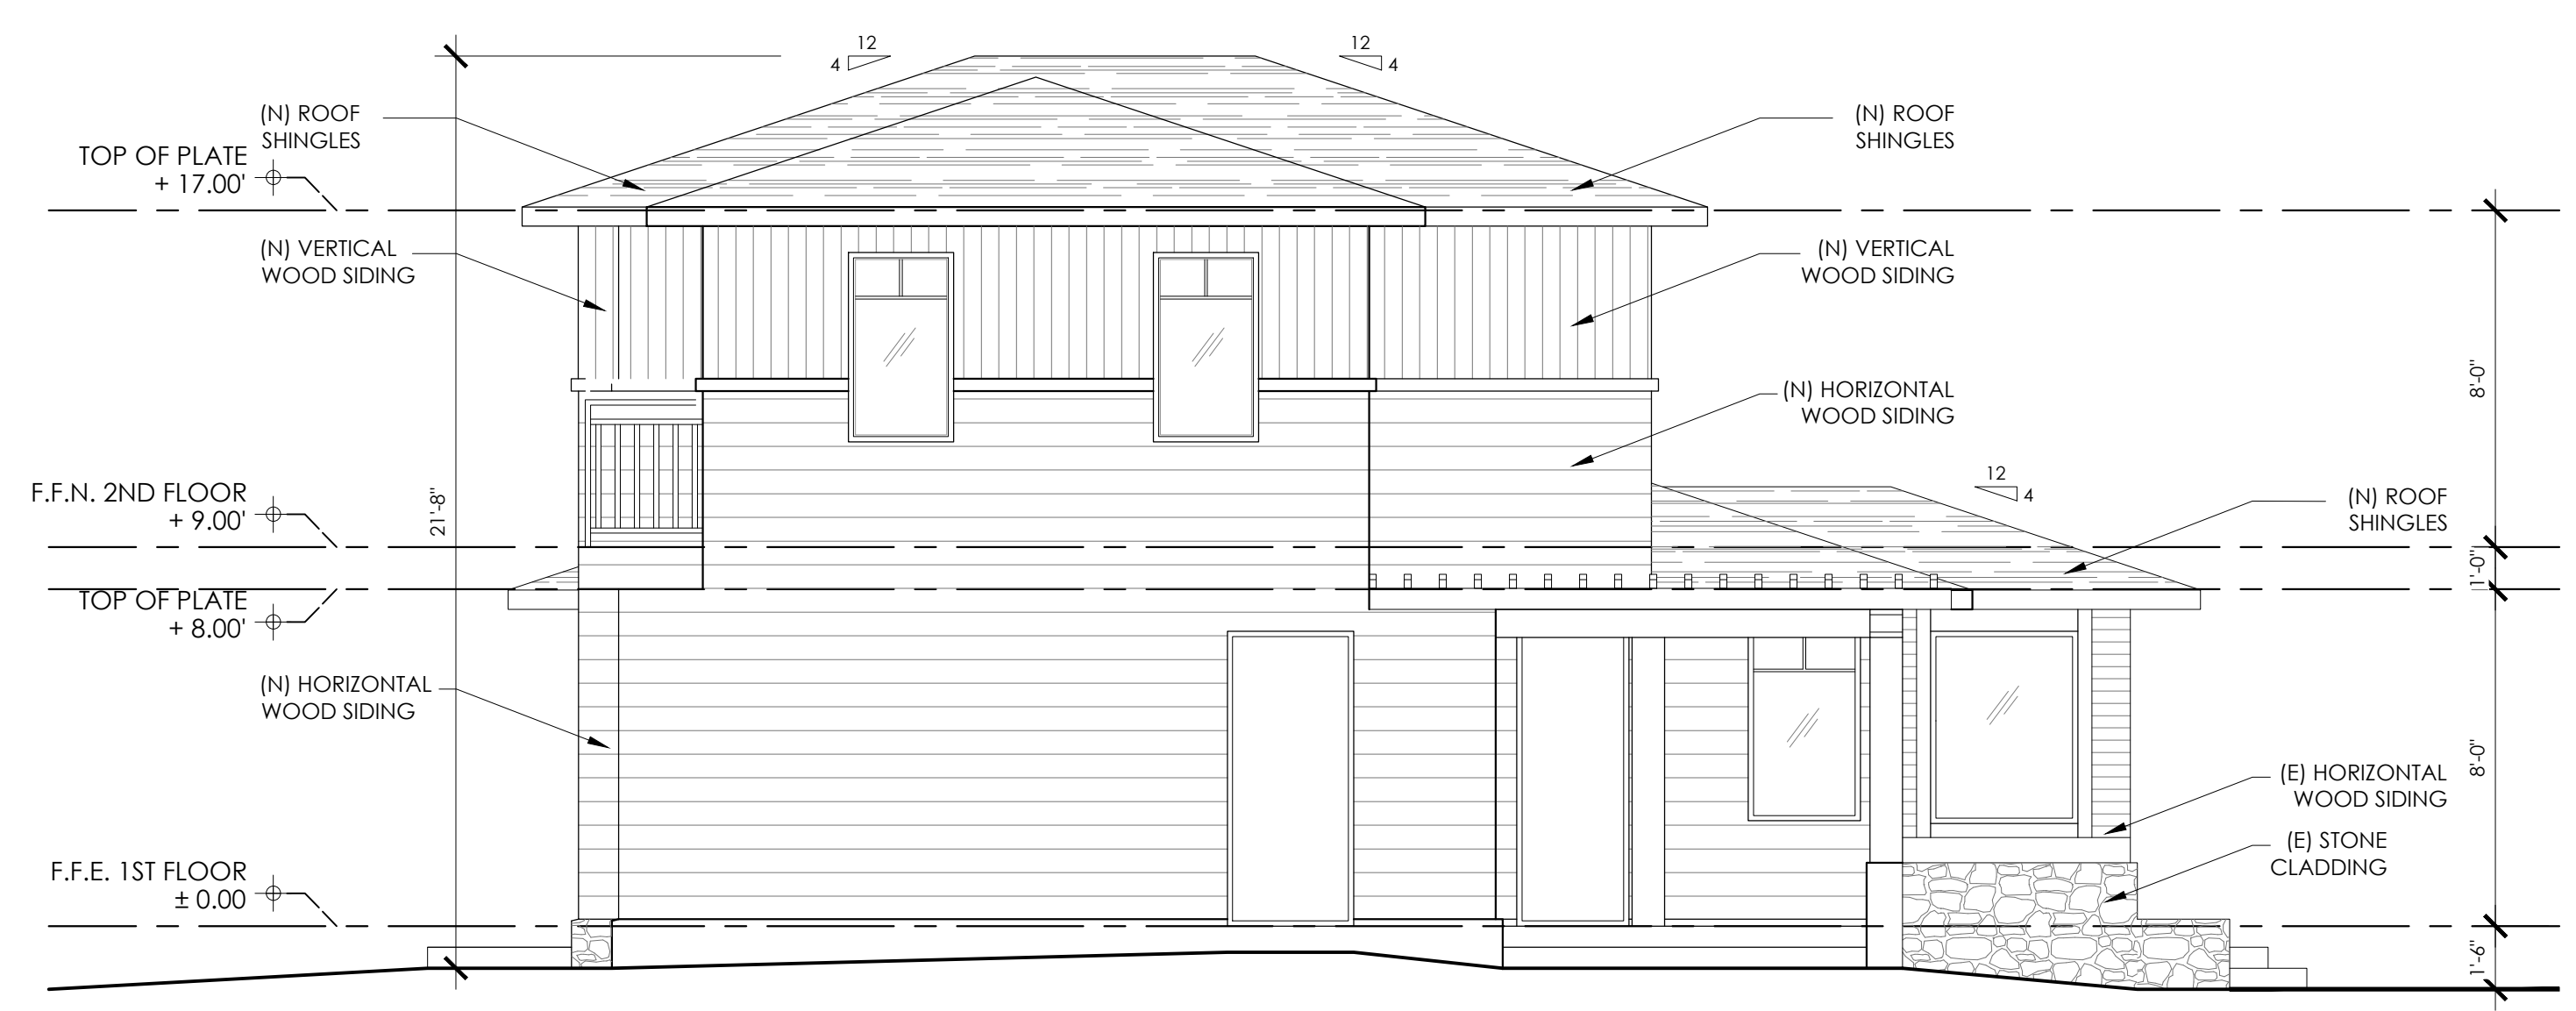 12
4
12
4
(N) ROOF
SHINGLES
(N) ROOF
SHINGLES
TOP OF PLATE
+ 17.00'
(N) VERTICAL
WOOD SIDING
(N) VERTICAL
WOOD SIDING
8'-0"
(N) HORIZONTAL
WOOD SIDING
F.F.N. 2ND FLOOR
+ 9.00'
21'-8"
12
4
(N) ROOF
SHINGLES
1'-0"
TOP OF PLATE
+ 8.00'
(N) HORIZONTAL
WOOD SIDING
8'-0"
(E) HORIZONTAL
WOOD SIDING
(E) STONE
CLADDING
F.F.E. 1ST FLOOR
± 0.00
1'-6"